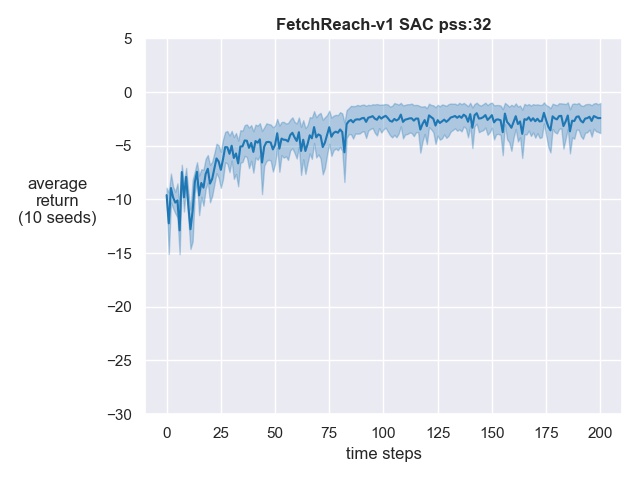 FetchReach-v1 SAC pss:32
5
0
−5
−10
−15
−20
−25
−30
average
return
(10 seeds)
0 25 50 75 100 125 150 175 200
time steps